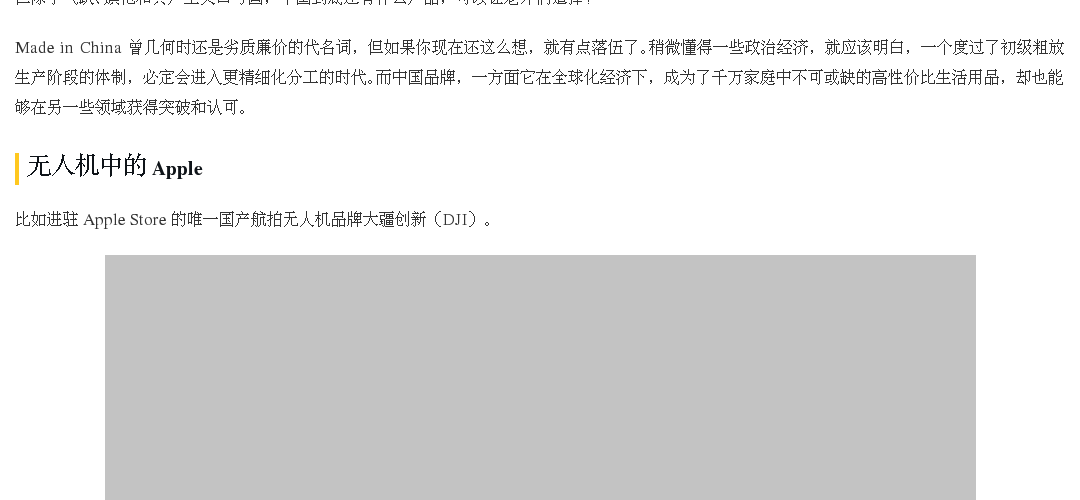 Made in China 曾几何时还是劣质廉价的代名词，但如果你现在还这么想，就有点落伍了。稍微懂得一些政治经济，就应该明白，一个度过了初级粗放
生产阶段的体制，必定会进入更精细化分工的时代。而中国品牌，一方面它在全球化经济下，成为了千万家庭中不可或缺的高性价比生活用品，却也能
够在另一些领域获得突破和认可。
无人机中的 Apple
比如进驻 Apple Store 的唯一国产航拍无人机品牌大疆创新（DJI）。